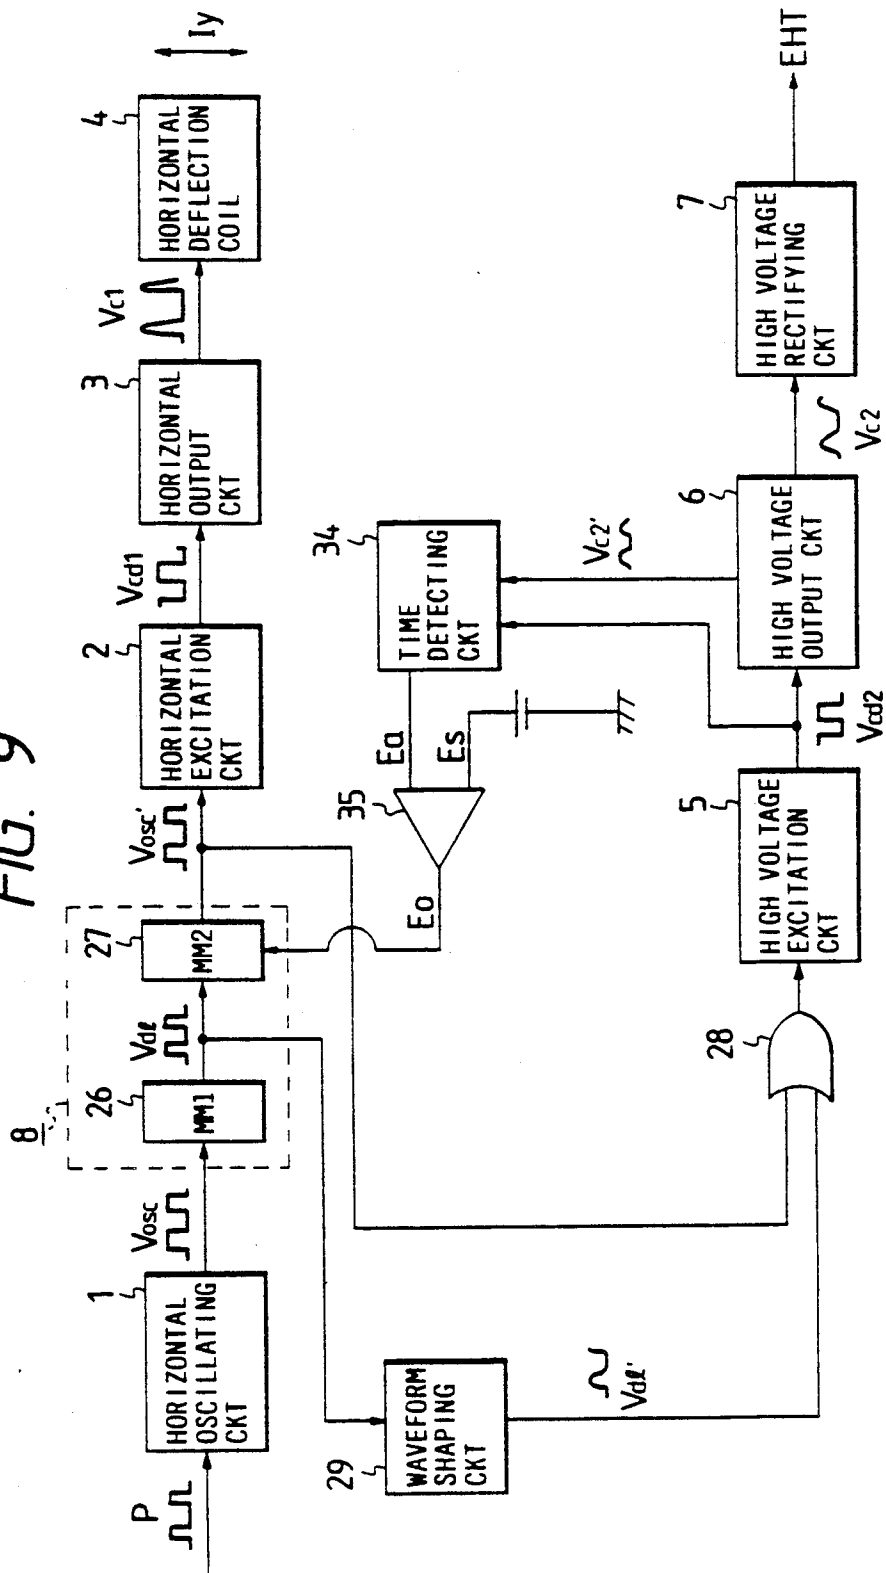 FIG. 9
P
1
HORIZONTAL
OSCILLATING
CKT
Vosc
8
26
MM1
Vdℓ
27
MM2
Vosc'
2
HORIZONTAL
EXCITATION
CKT
Vcd1
3
HORIZONTAL
OUTPUT
CKT
Vc1
4
HORIZONTAL
DEFLECTION
COIL
Iy
Eo
35
Ea
Es
34
TIME
DETECTING
CKT
Vc2'
29
WAVEFORM
SHAPING
CKT
Vdℓ'
28
5
HIGH VOLTAGE
EXCITATION
CKT
Vcd2
6
HIGH VOLTAGE
OUTPUT CKT
Vc2
7
HIGH VOLTAGE
RECTIFYING
CKT
EHT